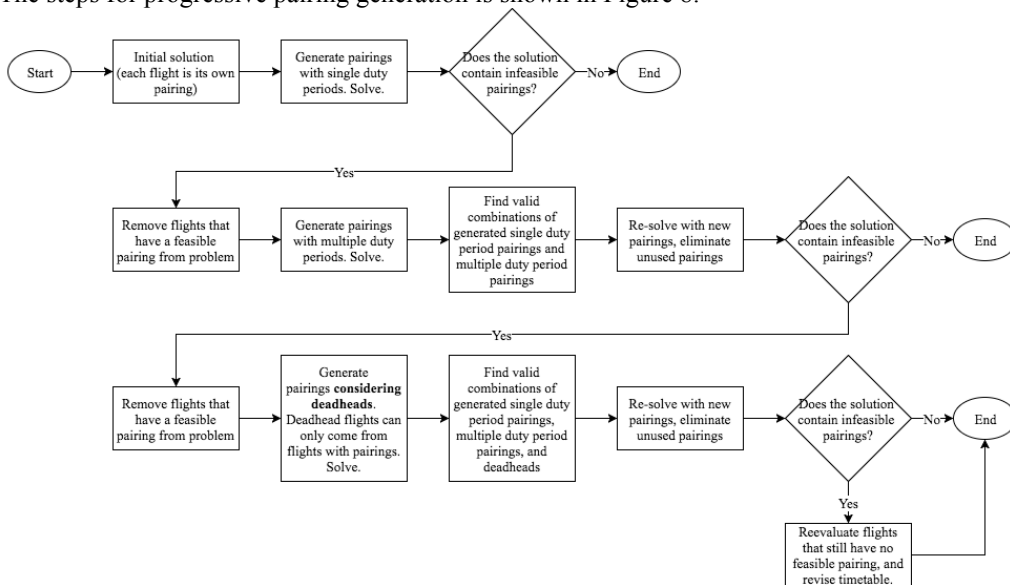 The steps for progressive pairing generation is shown in Figure 6.
Start
Initial solution
(each flight is its own
pairing)
Generate pairings
with single duty
periods. Solve.
Does the solution
contain infeasible
pairings?
No
End
Yes
Remove flights that
have a feasible
pairing from problem
Generate pairings
with multiple duty
periods. Solve.
Find valid
combinations of
generated single duty
period pairings and
multiple duty period
pairings
Re-solve with new
pairings, eliminate
unused pairings
Does the solution
contain infeasible
pairings?
No
End
Yes
Remove flights that
have a feasible
pairing from problem
Generate
pairings considering
deadheads.
Deadhead flights can
only come from
flights with pairings.
Solve.
Find valid
combinations of
generated single duty
period pairings,
multiple duty period
pairings, and
deadheads
Re-solve with new
pairings, eliminate
unused pairings
Does the solution
contain infeasible
pairings?
No
End
Yes
Reevaluate flights
that still have no
feasible pairing, and
revise timetable.